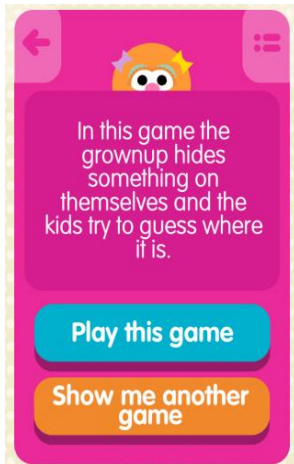 In this game the
grownup hides
something on
themselves and the
kids try to guess where
it is.
Play this game
Show me another
game